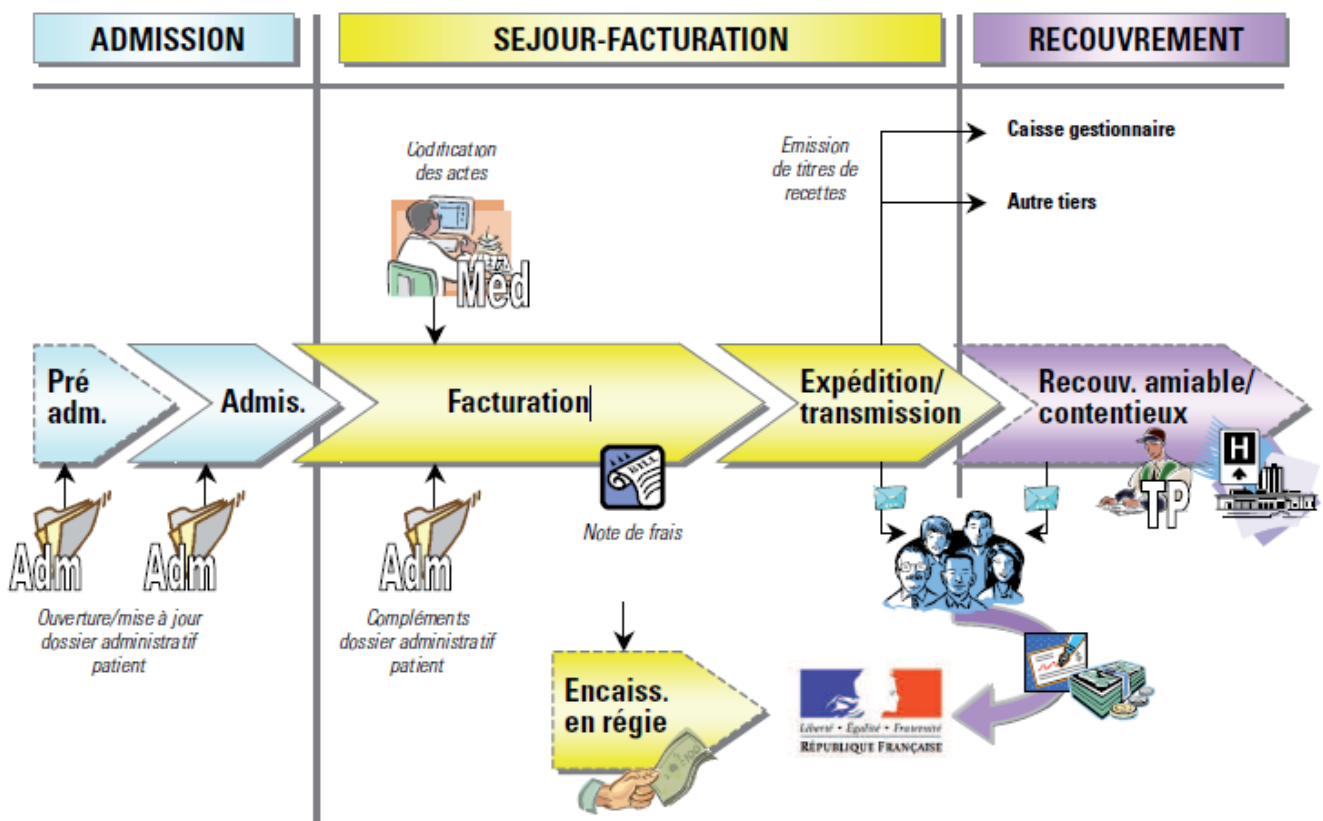 ADMISSION
SEJOUR-FACTURATION
RECOUVREMENT
Codification
des actes
Emission
de titres de
recettes
Caisse gestionnaire
Autre tiers
Méd
Pré
adm.
Admis.
Facturation
Expédition/
transmission
Recouv. amiable/
contentieux
H
TP
BILL
Note de frais
Adm
Adm
Adm
Ouverture/mise à jour
dossier administratif
patient
Compléments
dossier administratif
patient
Encaiss.
en régie
100
$
Liberté • Égalité • Fraternité
RÉPUBLIQUE FRANÇAISE